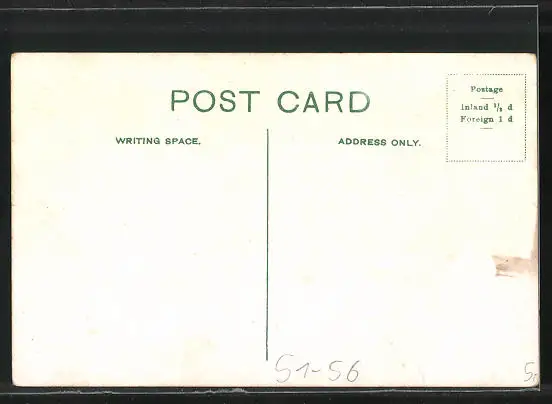 POST CARD
Postage
Inland 1/2 d
Foreign 1 d
WRITING SPACE.
ADDRESS ONLY.
51-56